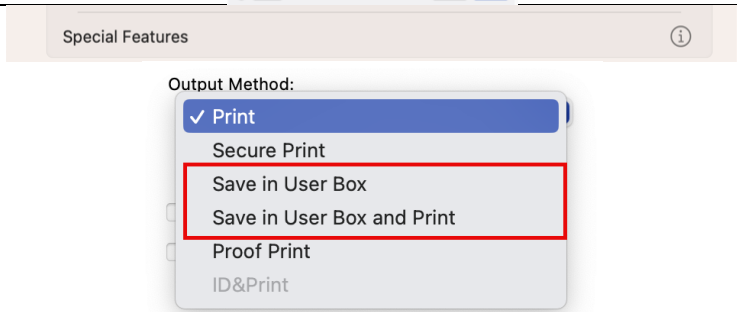 Special Features
Output Method:
✓ Print
Secure Print
Save in User Box
Save in User Box and Print
Proof Print
ID&Print